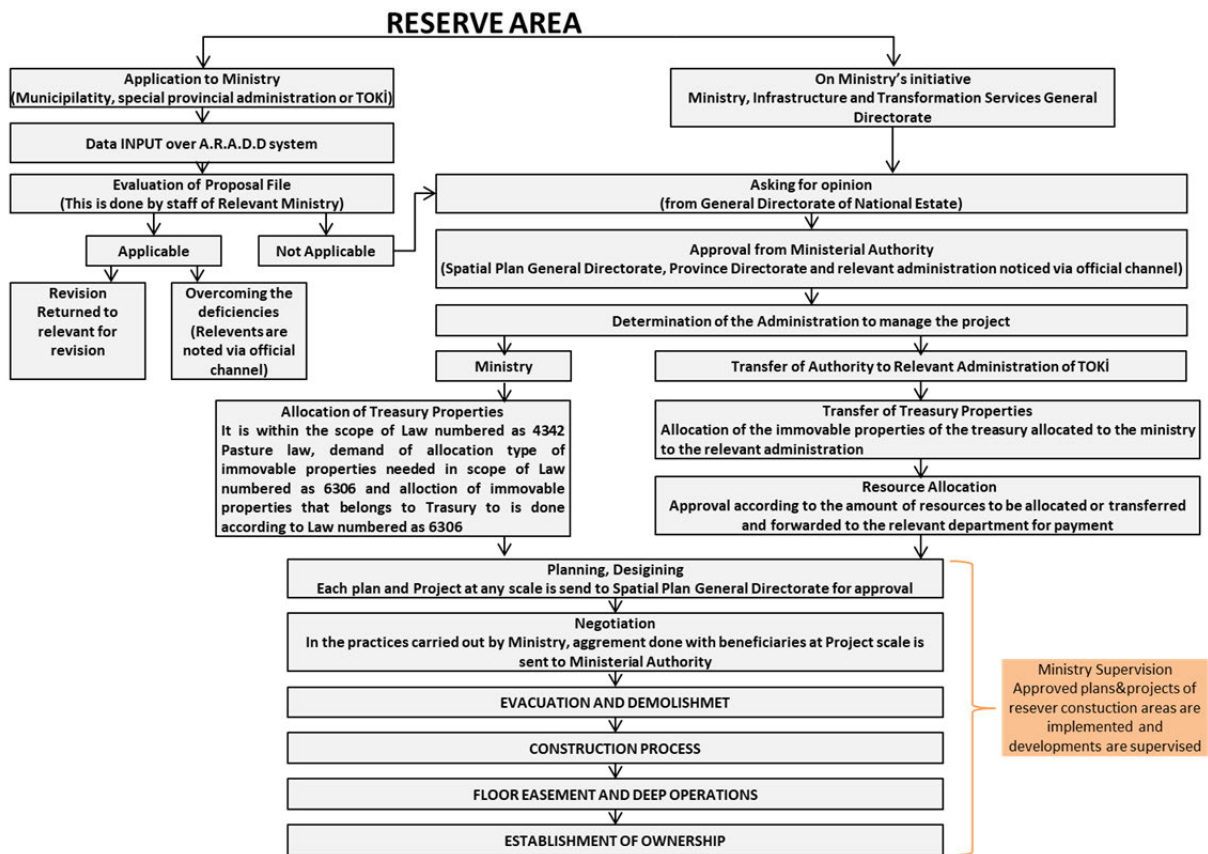 RESERVE AREA
Application to Ministry
(Municipilatity, special provincial administration or TOKİ)
Data INPUT over A.R.A.D.D system
Evaluation of Proposal File
(This is done by staff of Relevant Ministry)
Applicable
Not Applicable
Revision
Returned to
relevant for
revision
Overcoming the
deficiencies
(Relevents are
noted via official
channel)
On Ministry's initiative
Ministry, Infrastructure and Transformation Services General
Directorate
Asking for opinion
(from General Directorate of National Estate)
Approval from Ministerial Authority
(Spatial Plan General Directorate, Province Directorate and relevant administration noticed via official channel)
Determination of the Administration to manage the project
Ministry
Transfer of Authority to Relevant Administration of TOKİ
Allocation of Treasury Properties
It is within the scope of Law numbered as 4342
Pasture law, demand of allocation type of
immovable properties needed in scope of Law
numbered as 6306 and alloction of immovable
properties that belongs to Trasury to is done
according to Law numbered as 6306
Transfer of Treasury Properties
Allocation of the immovable properties of the treasury allocated to the ministry
to the relevant administration
Resource Allocation
Approval according to the amount of resources to be allocated or transferred
and forwarded to the relevant department for payment
Planning, Desigining
Each plan and Project at any scale is send to Spatial Plan General Directorate for approval
Negotiation
In the practices carried out by Ministry, aggrement done with beneficiaries at Project scale is
sent to Ministerial Authority
EVACUATION AND DEMOLISHMET
CONSTRUCTION PROCESS
FLOOR EASEMENT AND DEEP OPERATIONS
ESTABLISHMENT OF OWNERSHIP
Ministry Supervision
Approved plans&projects of
resever constuction areas are
implemented and
developments are supervised